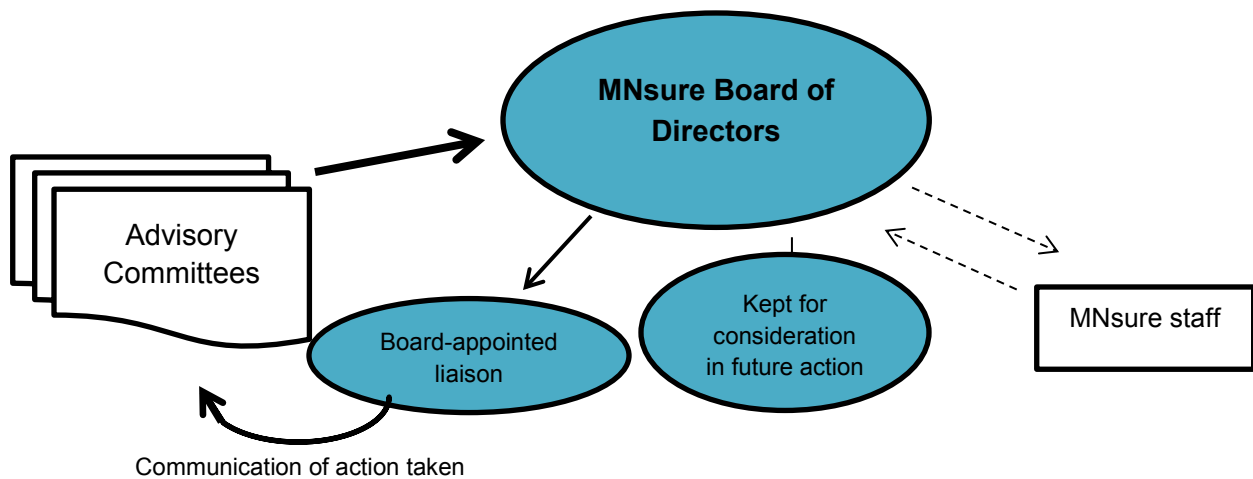 MNsure Board of
Directors
Advisory
Committees
Board-appointed
liaison
Kept for
consideration
in future action
MNsure staff
Communication of action taken